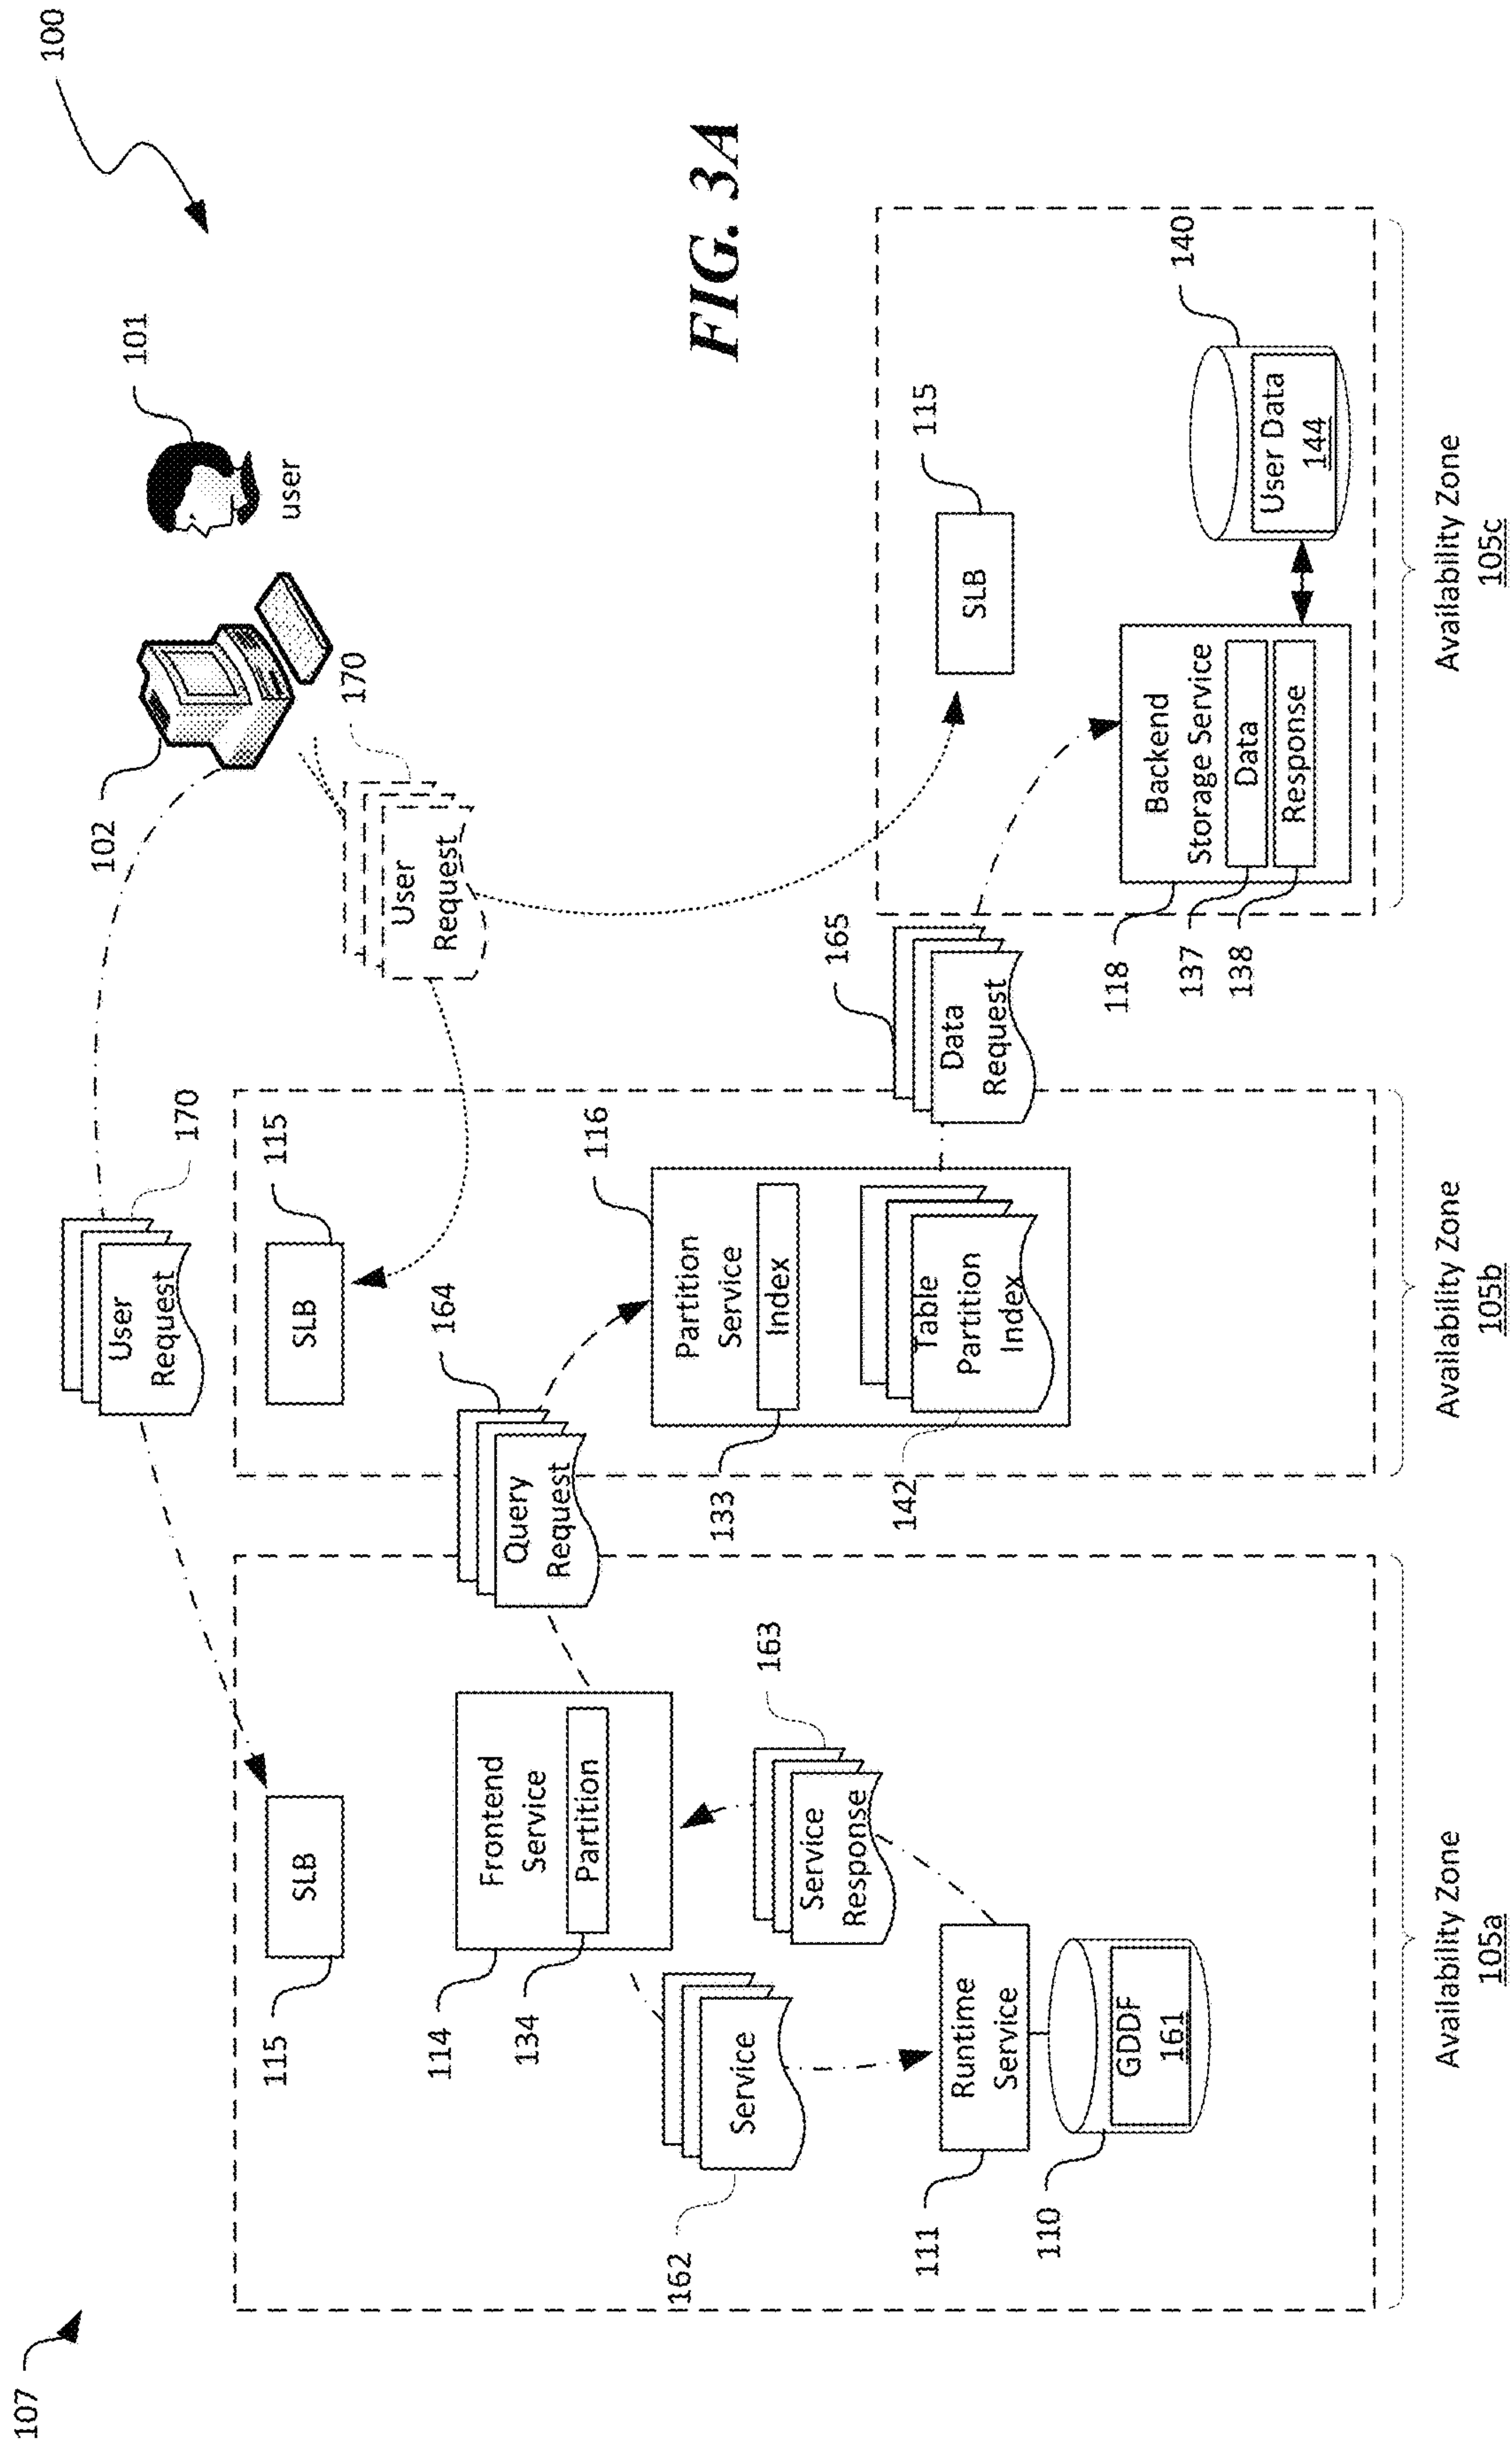 107
100
101
user
102
User
Request
170
User
Request
170
FIG. 3A
SLB
115
Frontend
Service
Partition
114
134
Service
162
Service
Response
163
Runtime
Service
111
GDDF
161
110
Availability Zone
105a
Query
Request
164
SLB
115
Partition
Service
Index
116
133
Table
Partition
Index
142
Availability Zone
105b
Data
Request
165
SLB
115
Backend
Storage Service
Data
Response
118
137
138
User Data
144
140
Availability Zone
105c